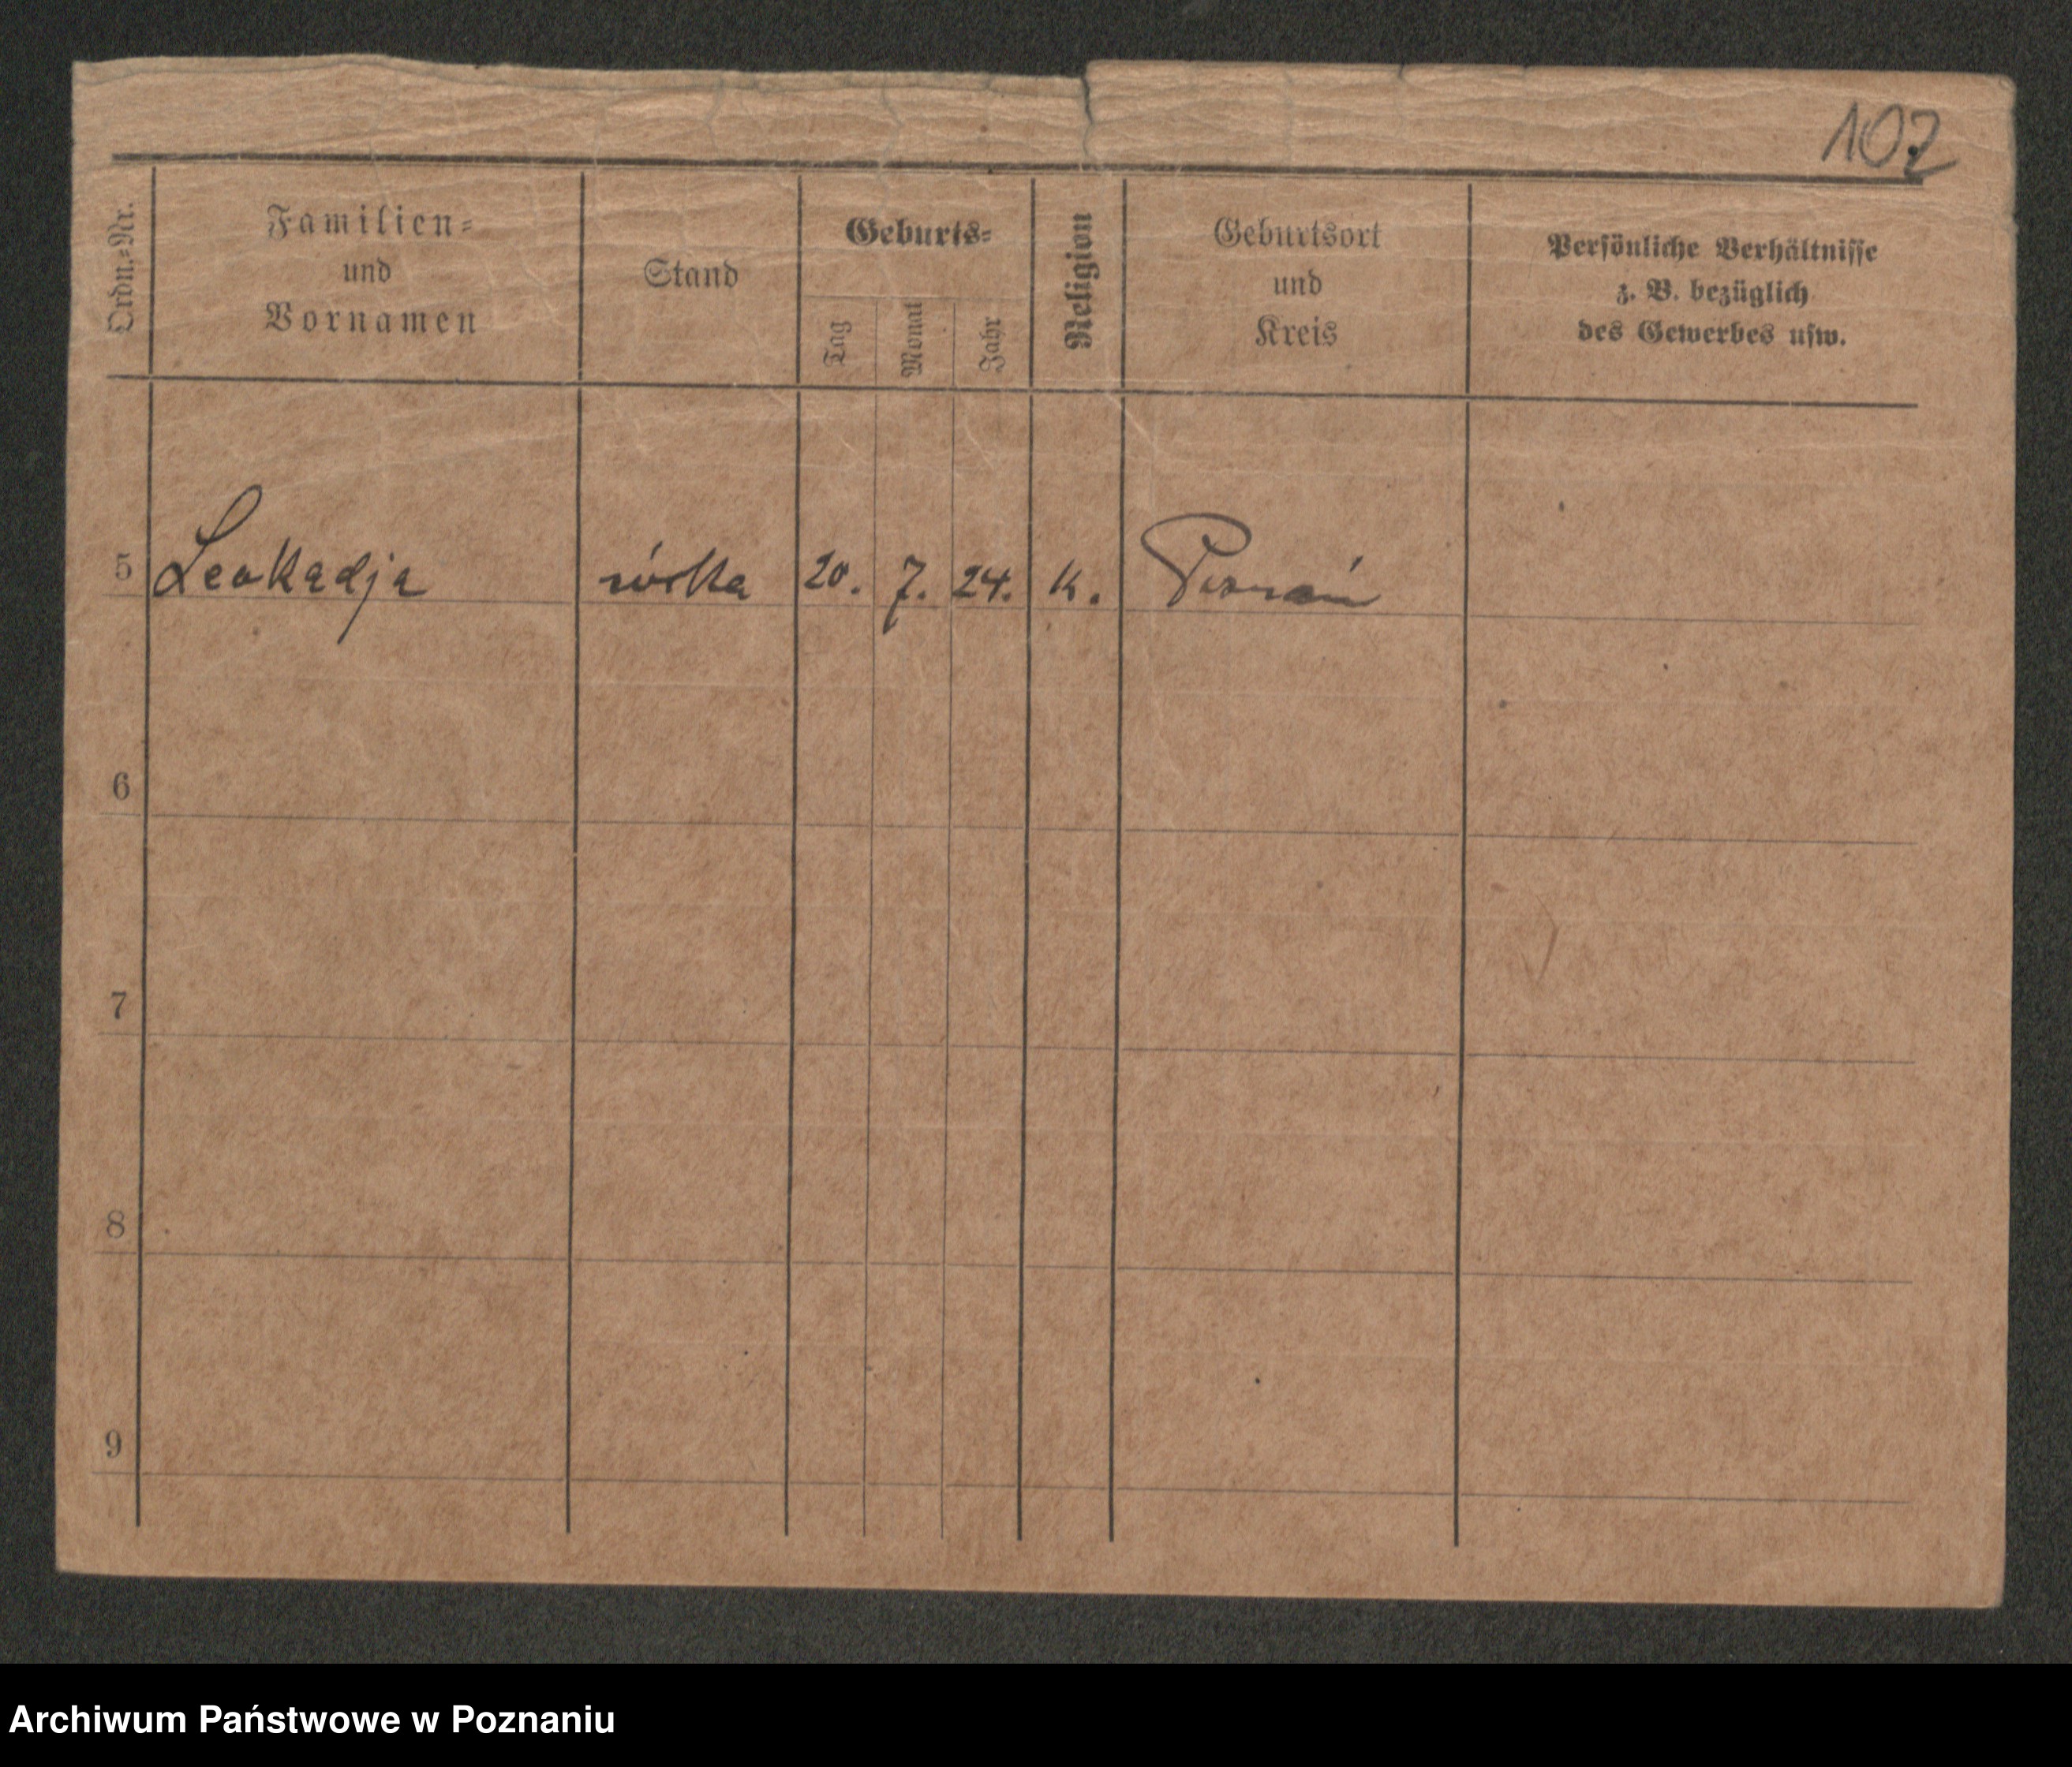 102
Ordn.=Nr.
Familien=
und
Vornamen
Stand
Geburts=
Tag
Monat
Jahr
Religion
Geburtsort
und
Kreis
Persönliche Verhältnisse
z. B. bezüglich
des Gewerbes usw.
5 Leokadja córka 20. 7. 24. k. Poznań
6
7
8
9
Archiwum Państwowe w Poznaniu